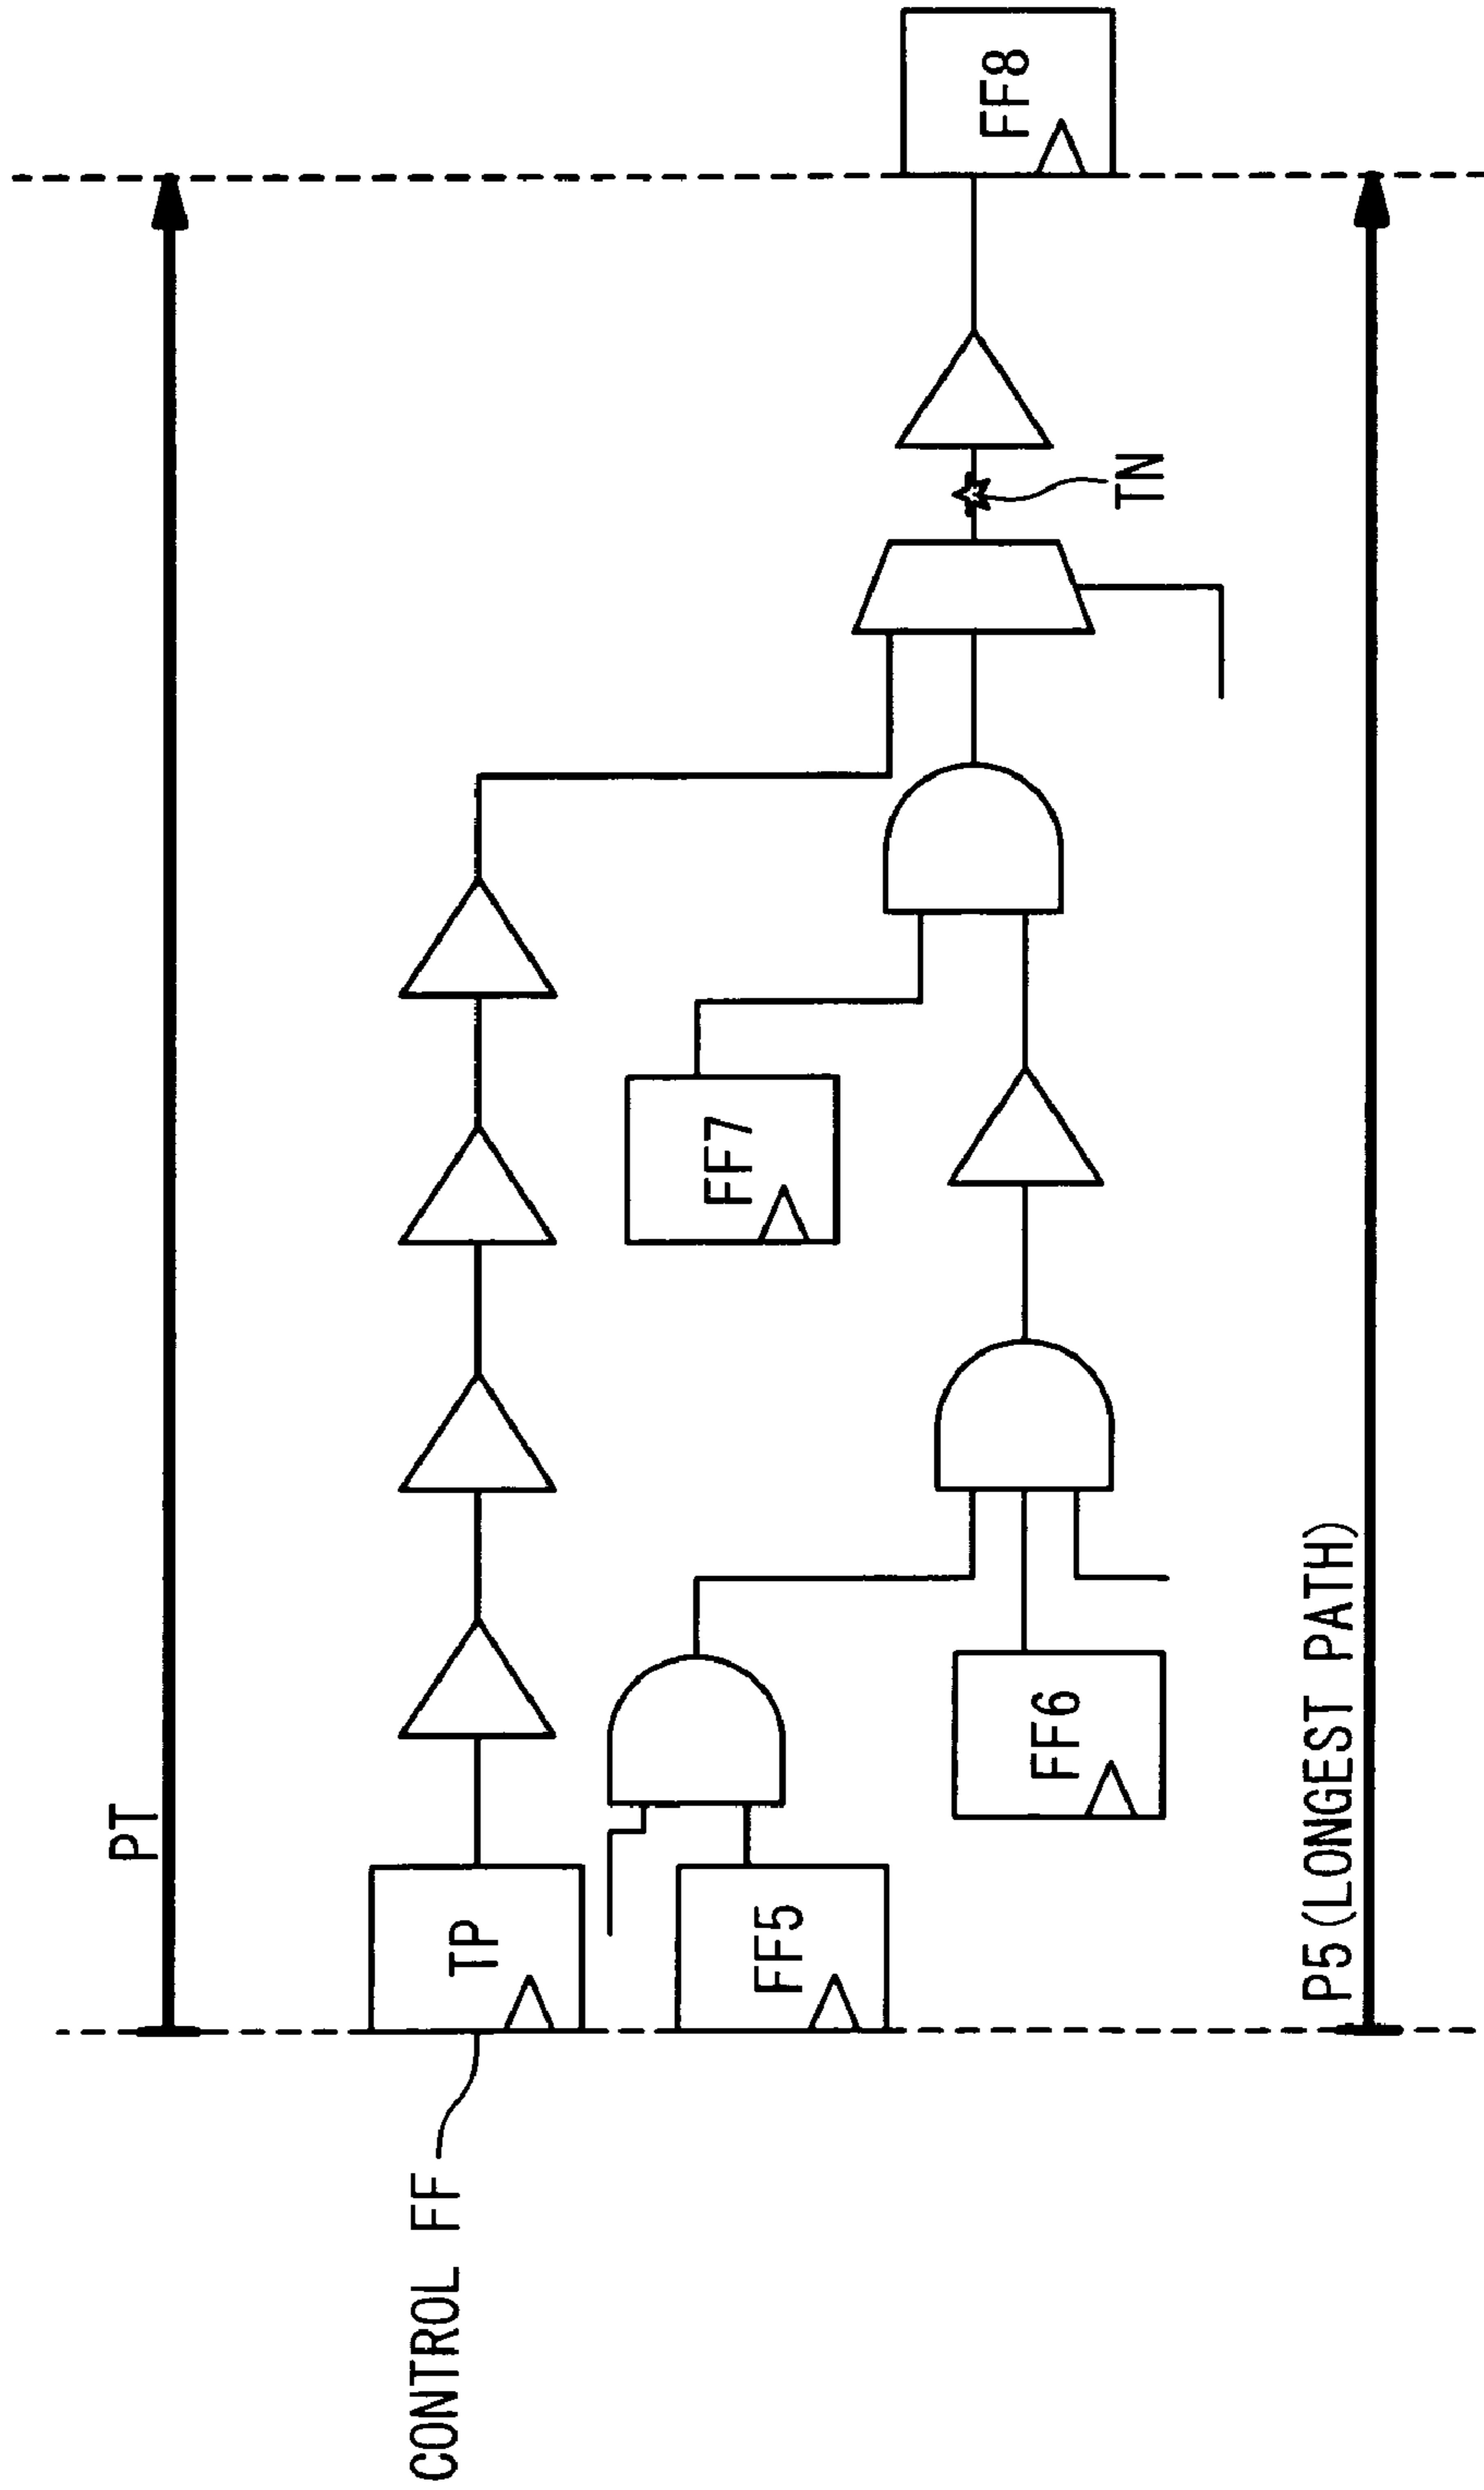 PT
CONTROL FF
TP
FF5
FF6
FF7
TN
FF8
P5 (LONGEST PATH)